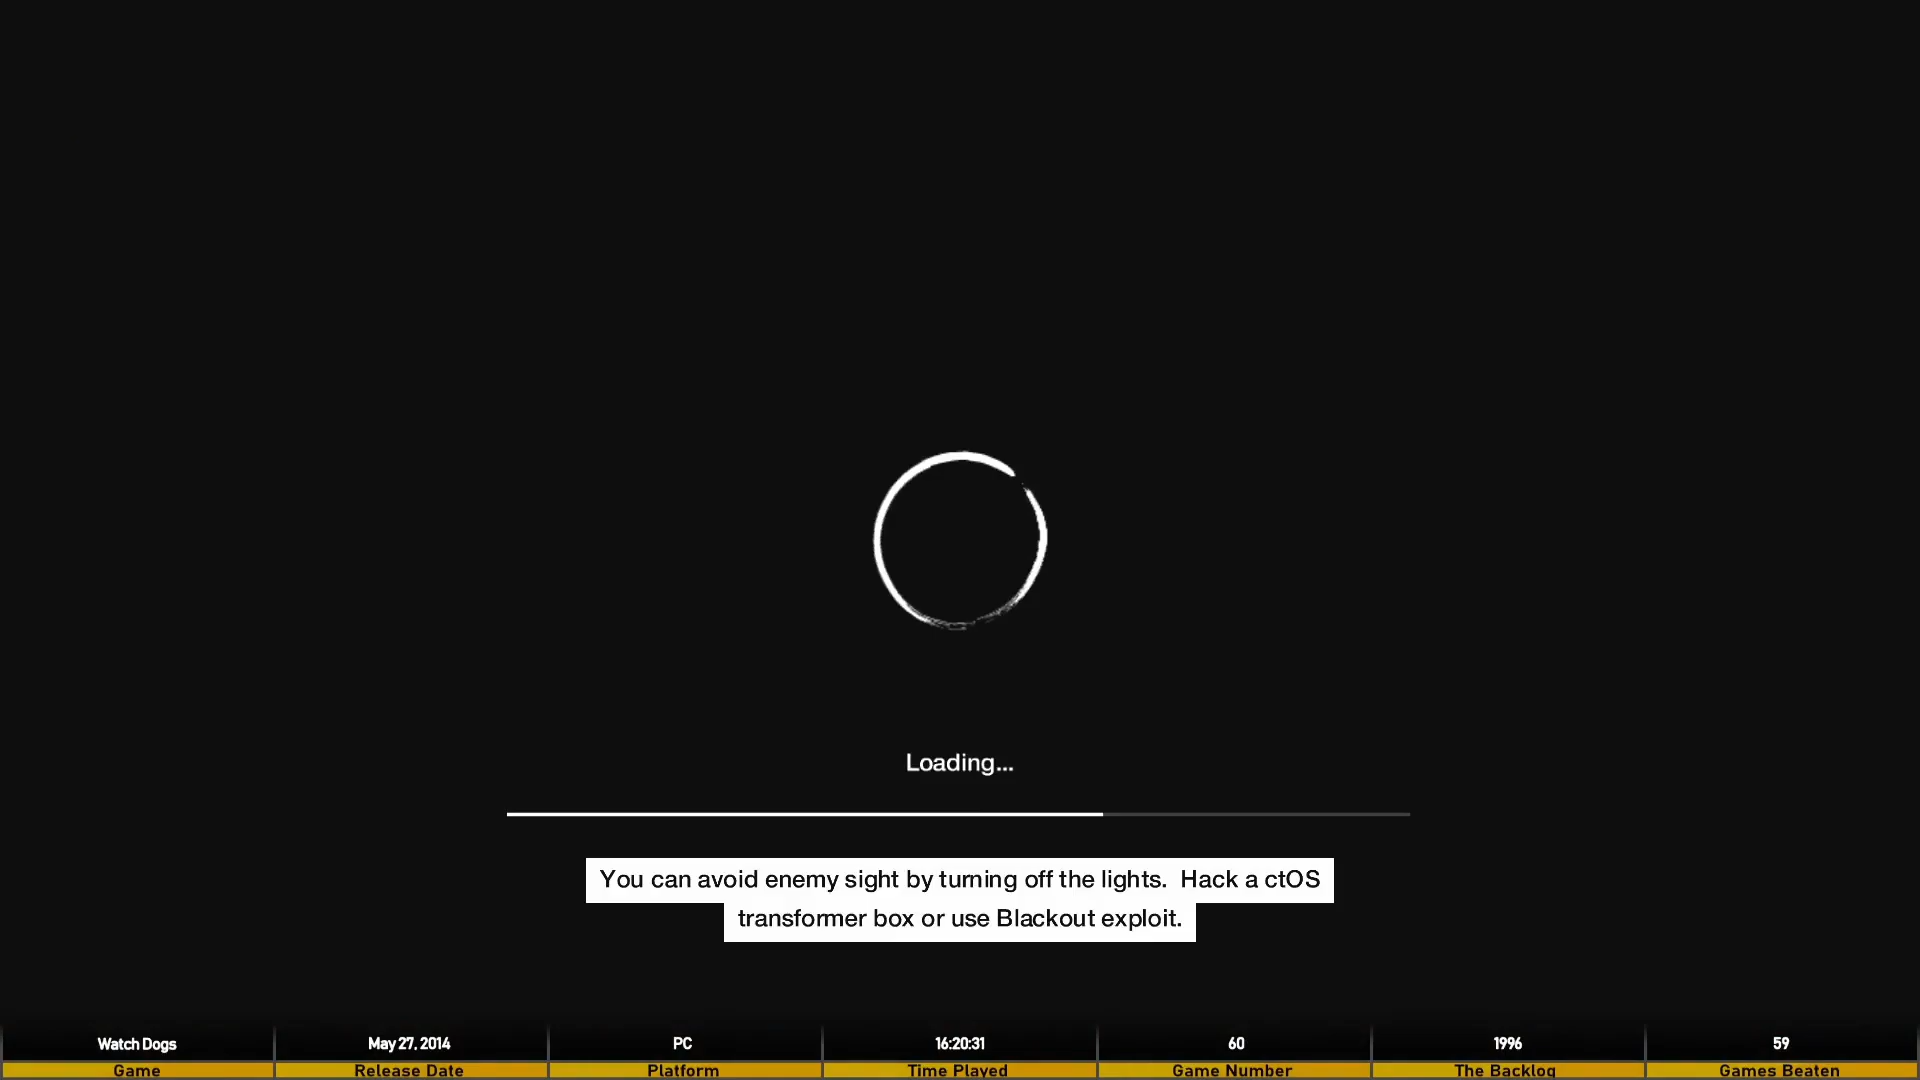 Loading...
You can avoid enemy sight by turning off the lights.  Hack a ctOS
transformer box or use Blackout exploit.
Watch Dogs May 27, 2014 PC 16:20:31 60 1996 59
Game Release Date Platform Time Played Game Number The Backlog Games Beaten